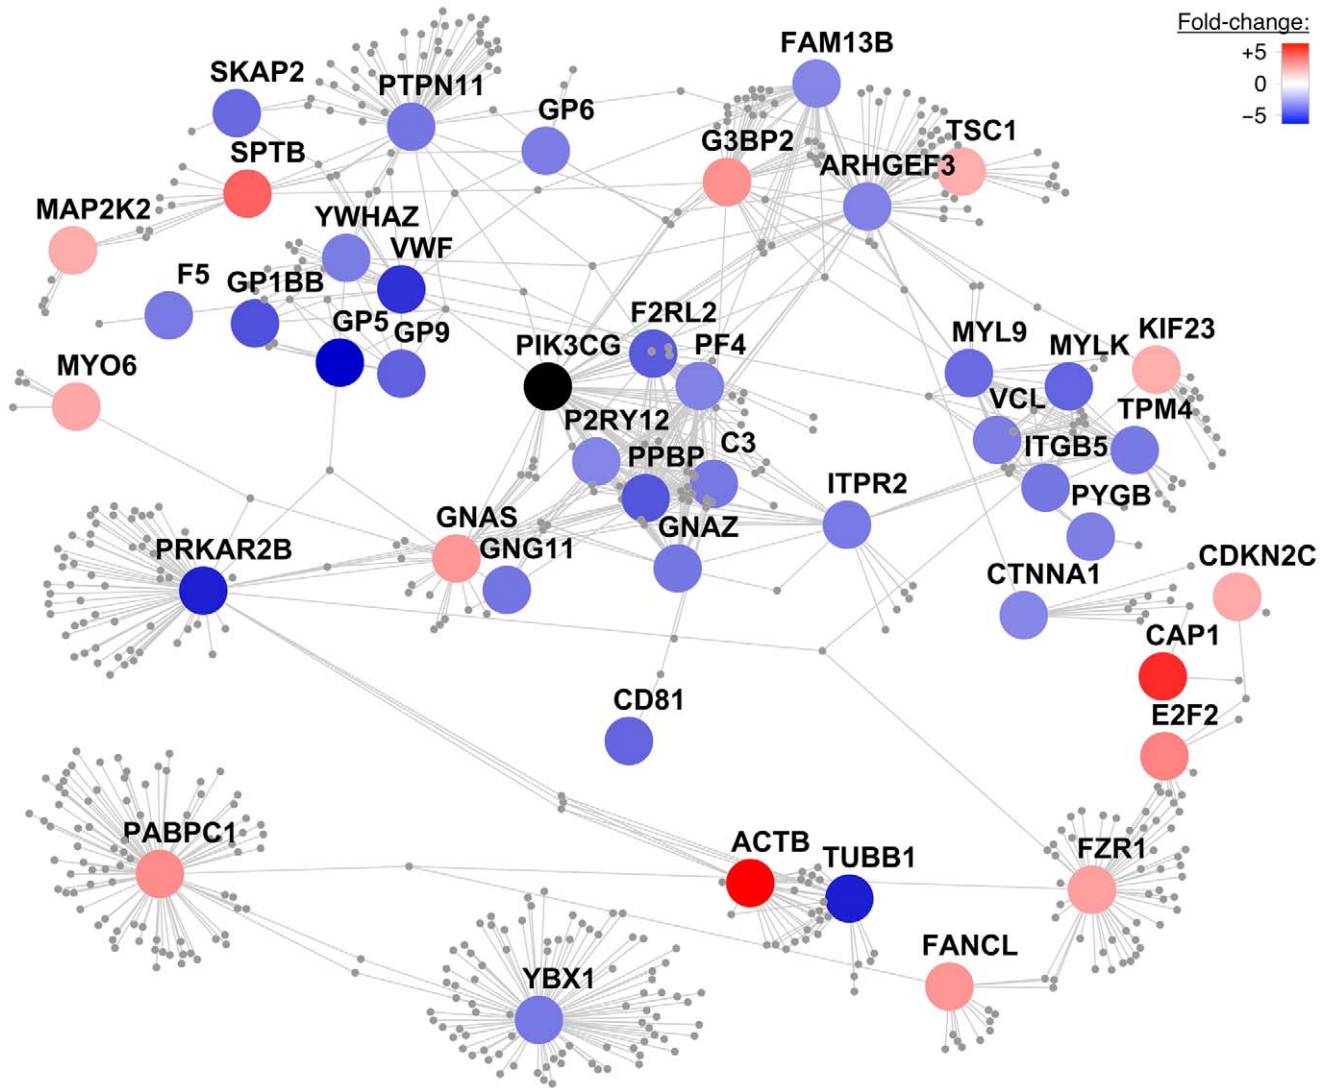 Fold-change:
+5
0
−5
FAM13B
SKAP2
PTPN11
GP6
G3BP2
TSC1
SPTB
ARHGEF3
MAP2K2
YWHAZ
VWF
F5
GP1BB
GP5
GP9
F2RL2
PIK3CG
PF4
MYL9
MYLK
KIF23
MYO6
VCL
TPM4
P2RY12
PPBP
C3
ITGB5
ITPR2
PYGB
GNAS
GNAZ
PRKAR2B
GNG11
CTNNA1
CDKN2C
CAP1
CD81
E2F2
PABPC1
ACTB
TUBB1
FZR1
FANCL
YBX1